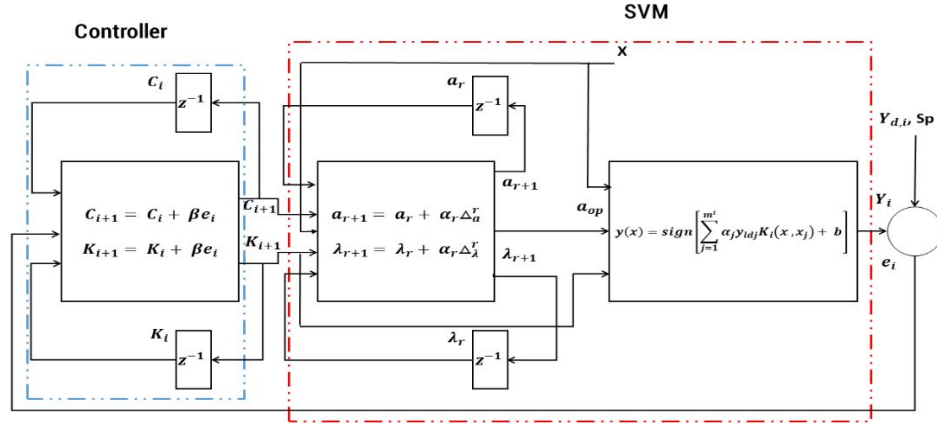 SVM
Controller
X
C_i
z^{-1}
a_r
z^{-1}
Y_{d,i}, Sp
C_{i+1} = C_i + βe_i
K_{i+1} = K_i + βe_i
C_{i+1}
K_{i+1}
a_{r+1} = a_r + α_r Δ_a^r
λ_{r+1} = λ_r + α_r Δ_λ^r
a_{r+1}
a_{op}
λ_{r+1}
y(x) = sign[∑_{j=1}^{m^i} α_j y_{ldj} K_i(x, x_j) + b]
Y_i
e_i
K_i
z^{-1}
λ_r
z^{-1}